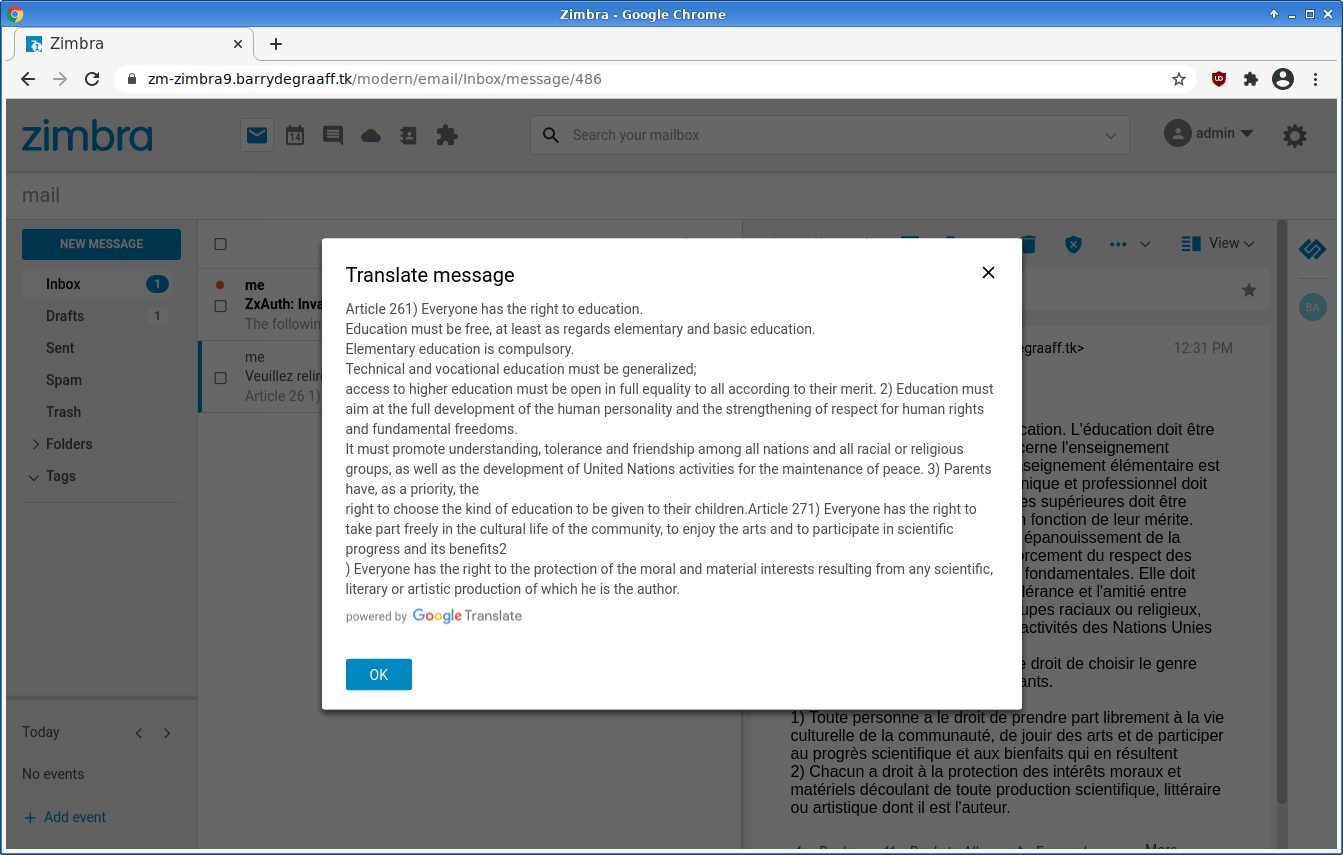 Zimbra - Google Chrome
Zimbra
zm-zimbra9.barrydegraaff.tk/modern/email/Inbox/message/486
zimbra
14
Search your mailbox
admin
mail
NEW MESSAGE
View
Inbox 1
Drafts 1
Sent
Spam
Trash
Folders
Tags
me
ZxAuth: Inva
The followin
me
Veuillez relir
Article 26 1)
BA
egraaff.tk> 12:31 PM
Translate message
Article 261) Everyone has the right to education.
Education must be free, at least as regards elementary and basic education.
Elementary education is compulsory.
Technical and vocational education must be generalized;
access to higher education must be open in full equality to all according to their merit. 2) Education must
aim at the full development of the human personality and the strengthening of respect for human rights
and fundamental freedoms.
It must promote understanding, tolerance and friendship among all nations and all racial or religious
groups, as well as the development of United Nations activities for the maintenance of peace. 3) Parents
have, as a priority, the
right to choose the kind of education to be given to their children.Article 271) Everyone has the right to
take part freely in the cultural life of the community, to enjoy the arts and to participate in scientific
progress and its benefits2
) Everyone has the right to the protection of the moral and material interests resulting from any scientific,
literary or artistic production of which he is the author.
powered by Google Translate
OK
cation. L'éducation doit être
cerne l'enseignement
seignement élémentaire est
nique et professionnel doit
es supérieures doit être
n fonction de leur mérite.
épanouissement de la
orcement du respect des
fondamentales. Elle doit
lérance et l'amitié entre
upes raciaux ou religieux,
activités des Nations Unies
e droit de choisir le genre
ants.
1) Toute personne a le droit de prendre part librement à la vie
culturelle de la communauté, de jouir des arts et de participer
au progrès scientifique et aux bienfaits qui en résultent
2) Chacun a droit à la protection des intérêts moraux et
matériels découlant de toute production scientifique, littéraire
ou artistique dont il est l'auteur.
Today
No events
+ Add event